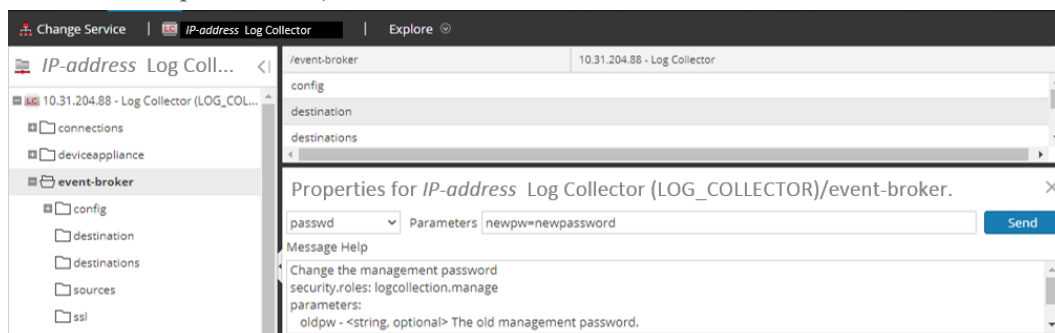 Change Service | LC IP-address Log Collector | Explore
IP-address Log Coll...
/event-broker 10.31.204.88 - Log Collector
LC 10.31.204.88 - Log Collector (LOG_COL...
config
connections
destination
deviceappliance
destinations
event-broker
config
destination
destinations
sources
ssl
Properties for IP-address Log Collector (LOG_COLLECTOR)/event-broker.
passwd Parameters newpw=newpassword Send
Message Help
Change the management password
security.roles: logcollection.manage
parameters:
oldpw - <string, optional> The old management password.